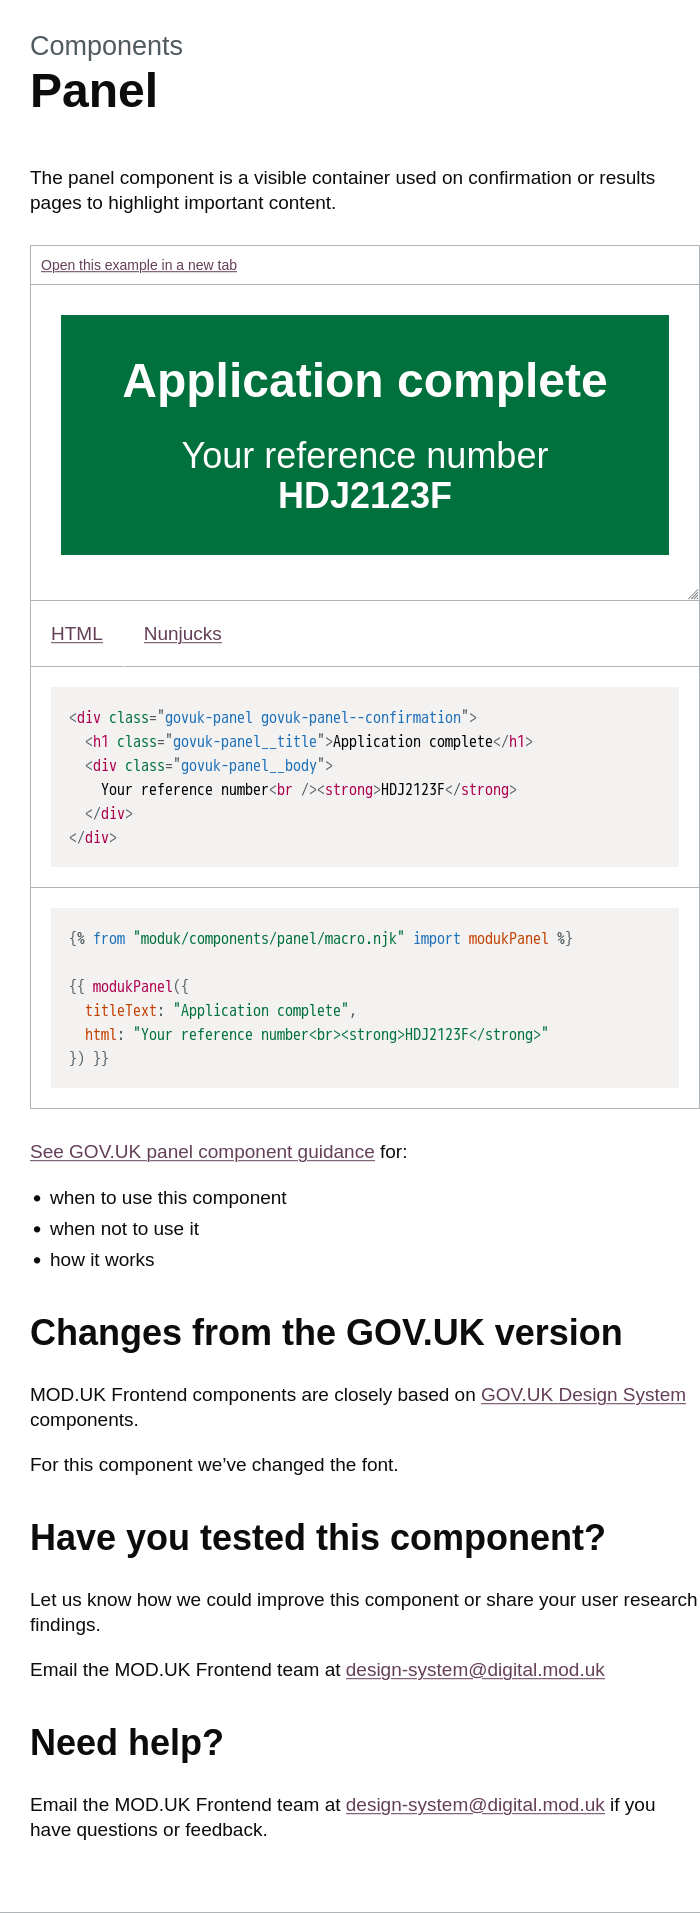 Components
Panel
The panel component is a visible container used on confirmation or results
pages to highlight important content.
Open this example in a new tab
Application complete
Your reference number
HDJ2123F
HTML Nunjucks
<div class="govuk-panel govuk-panel--confirmation">
  <h1 class="govuk-panel__title">Application complete</h1>
  <div class="govuk-panel__body">
    Your reference number<br /><strong>HDJ2123F</strong>
  </div>
</div>
{% from "moduk/components/panel/macro.njk" import modukPanel %}
{{ modukPanel({
  titleText: "Application complete",
  html: "Your reference number<br><strong>HDJ2123F</strong>"
}) }}
See GOV.UK panel component guidance for:
• when to use this component
• when not to use it
• how it works
Changes from the GOV.UK version
MOD.UK Frontend components are closely based on GOV.UK Design System
components.
For this component we’ve changed the font.
Have you tested this component?
Let us know how we could improve this component or share your user research
findings.
Email the MOD.UK Frontend team at design-system@digital.mod.uk
Need help?
Email the MOD.UK Frontend team at design-system@digital.mod.uk if you
have questions or feedback.